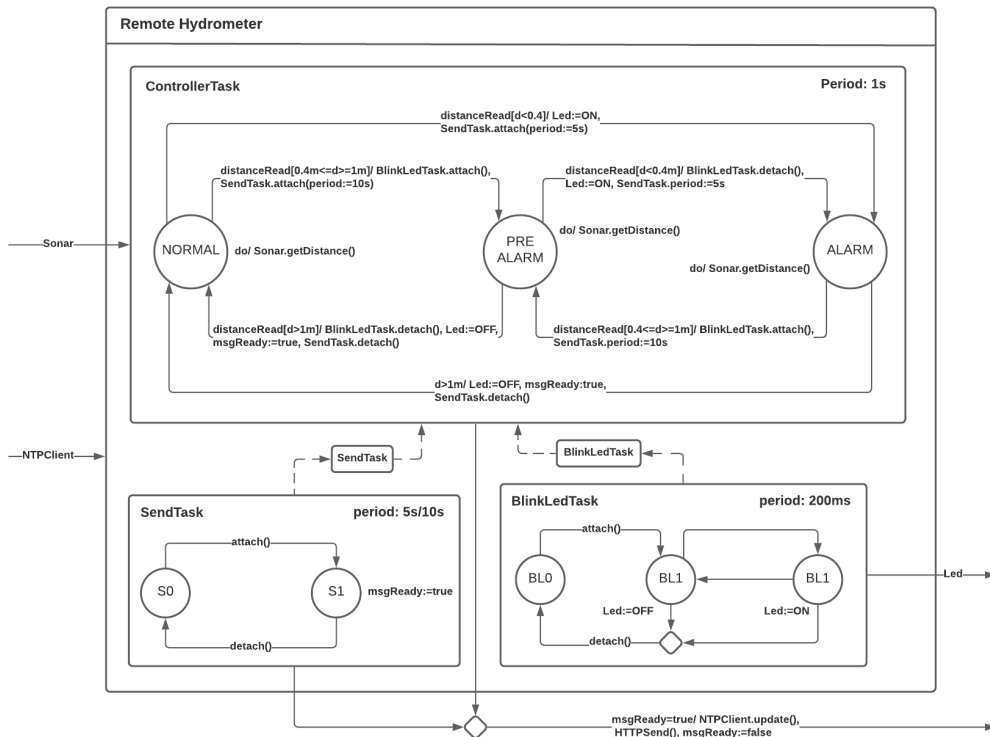 Remote Hydrometer
ControllerTask
Period: 1s
distanceRead[d<0.4]/ Led:=ON,
SendTask.attach(period:=5s)
distanceRead[0.4m<=d>=1m]/ BlinkLedTask.attach(),
SendTask.attach(period:=10s)
distanceRead[d<0.4m]/ BlinkLedTask.detach(),
Led:=ON, SendTask.period:=5s
Sonar
NORMAL
do/ Sonar.getDistance()
PRE
ALARM
do/ Sonar.getDistance()
do/ Sonar.getDistance()
ALARM
distanceRead[d>1m]/ BlinkLedTask.detach(), Led:=OFF,
msgReady:=true, SendTask.detach()
distanceRead[0.4<=d>=1m]/ BlinkLedTask.attach(),
SendTask.period:=10s
d>1m/ Led:=OFF, msgReady:true,
SendTask.detach()
NTPClient
SendTask
BlinkLedTask
SendTask
period: 5s/10s
attach()
S0
S1
msgReady:=true
detach()
BlinkLedTask
period: 200ms
attach()
BL0
BL1
BL1
Led:=OFF
Led:=ON
detach()
Led
msgReady=true/ NTPClient.update(),
HTTPSend(), msgReady:=false